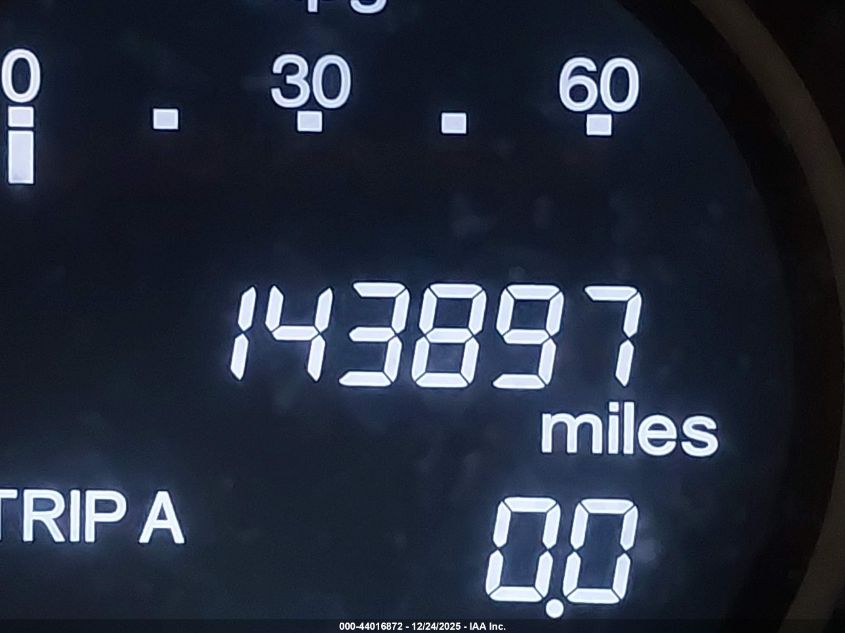 0 30 60
143897
miles
TRIP A 0.0
000-44016872 - 12/24/2025 - IAA Inc.